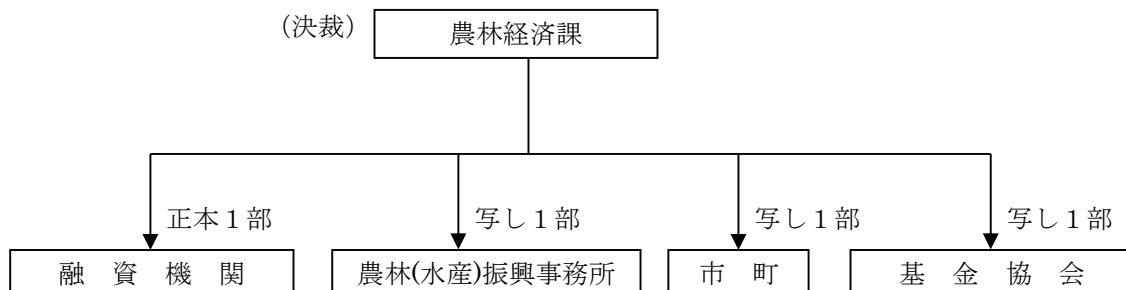 （決裁） 農林経済課
正本１部 写し１部 写し１部 写し１部
融　資　機　関 農林(水産)振興事務所 市　町 基　金　協　会